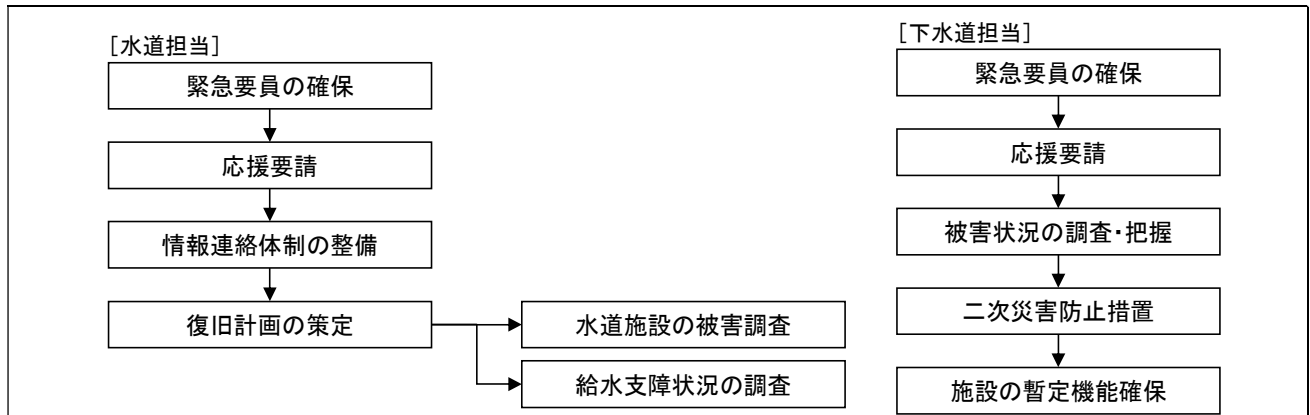 [水道担当]
緊急要員の確保
応援要請
情報連絡体制の整備
復旧計画の策定
水道施設の被害調査
給水支障状況の調査
[下水道担当]
緊急要員の確保
応援要請
被害状況の調査・把握
二次災害防止措置
施設の暫定機能確保